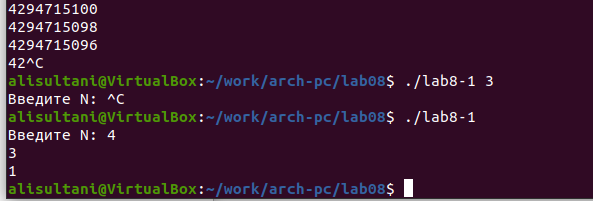 4294715100
4294715098
4294715096
42^C
alisultani@VirtualBox:~/work/arch-pc/lab08$ ./lab8-1 3
Введите N: ^C
alisultani@VirtualBox:~/work/arch-pc/lab08$ ./lab8-1
Введите N: 4
3
1
alisultani@VirtualBox:~/work/arch-pc/lab08$